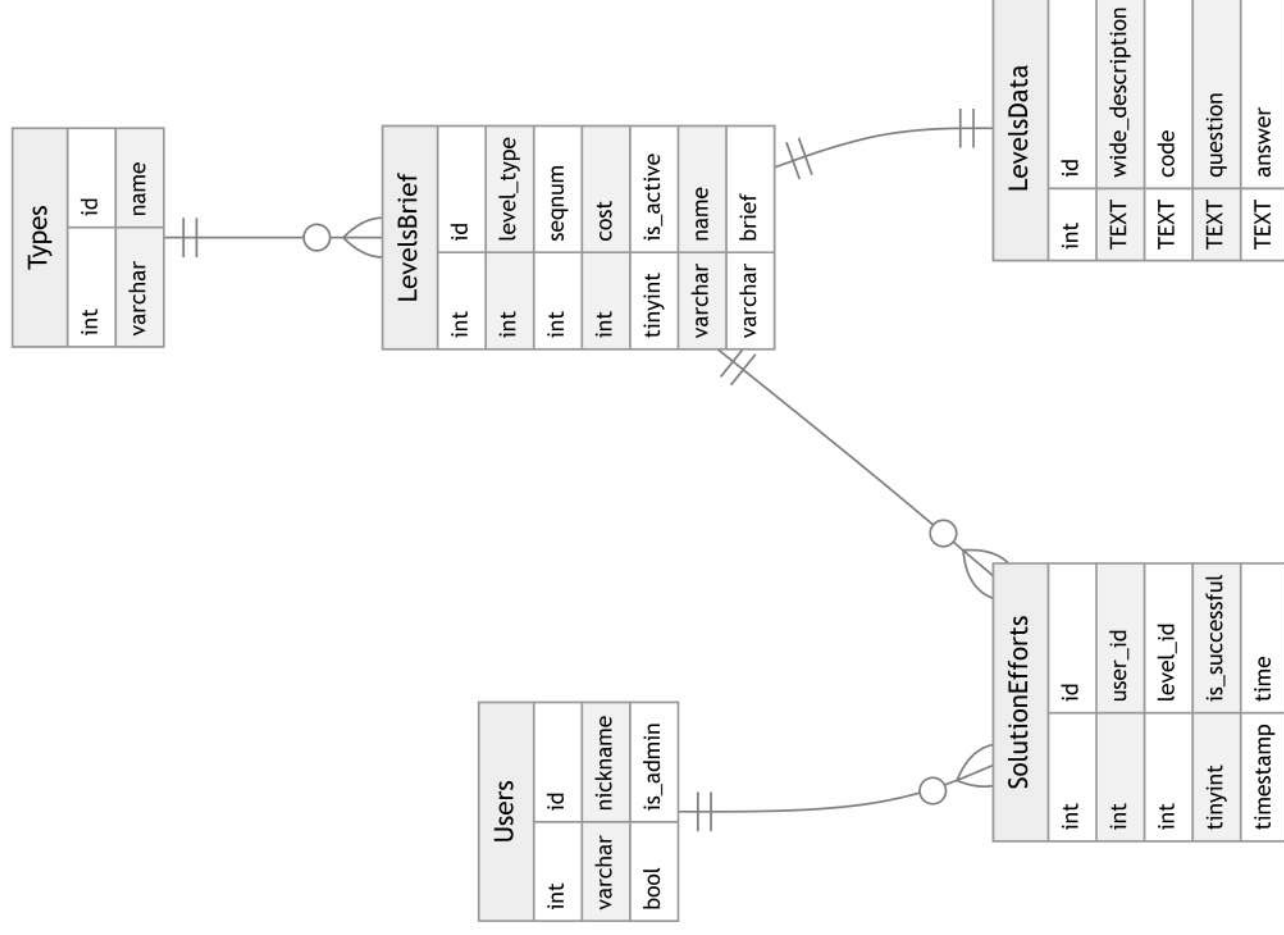 Types
int id
varchar name
LevelsBrief
int id
int level_type
int seqnum
int cost
tinyint is_active
varchar name
varchar brief
Users
int id
varchar nickname
bool is_admin
SolutionEfforts
int id
int user_id
int level_id
tinyint is_successful
timestamp time
LevelsData
int id
TEXT wide_description
TEXT code
TEXT question
TEXT answer